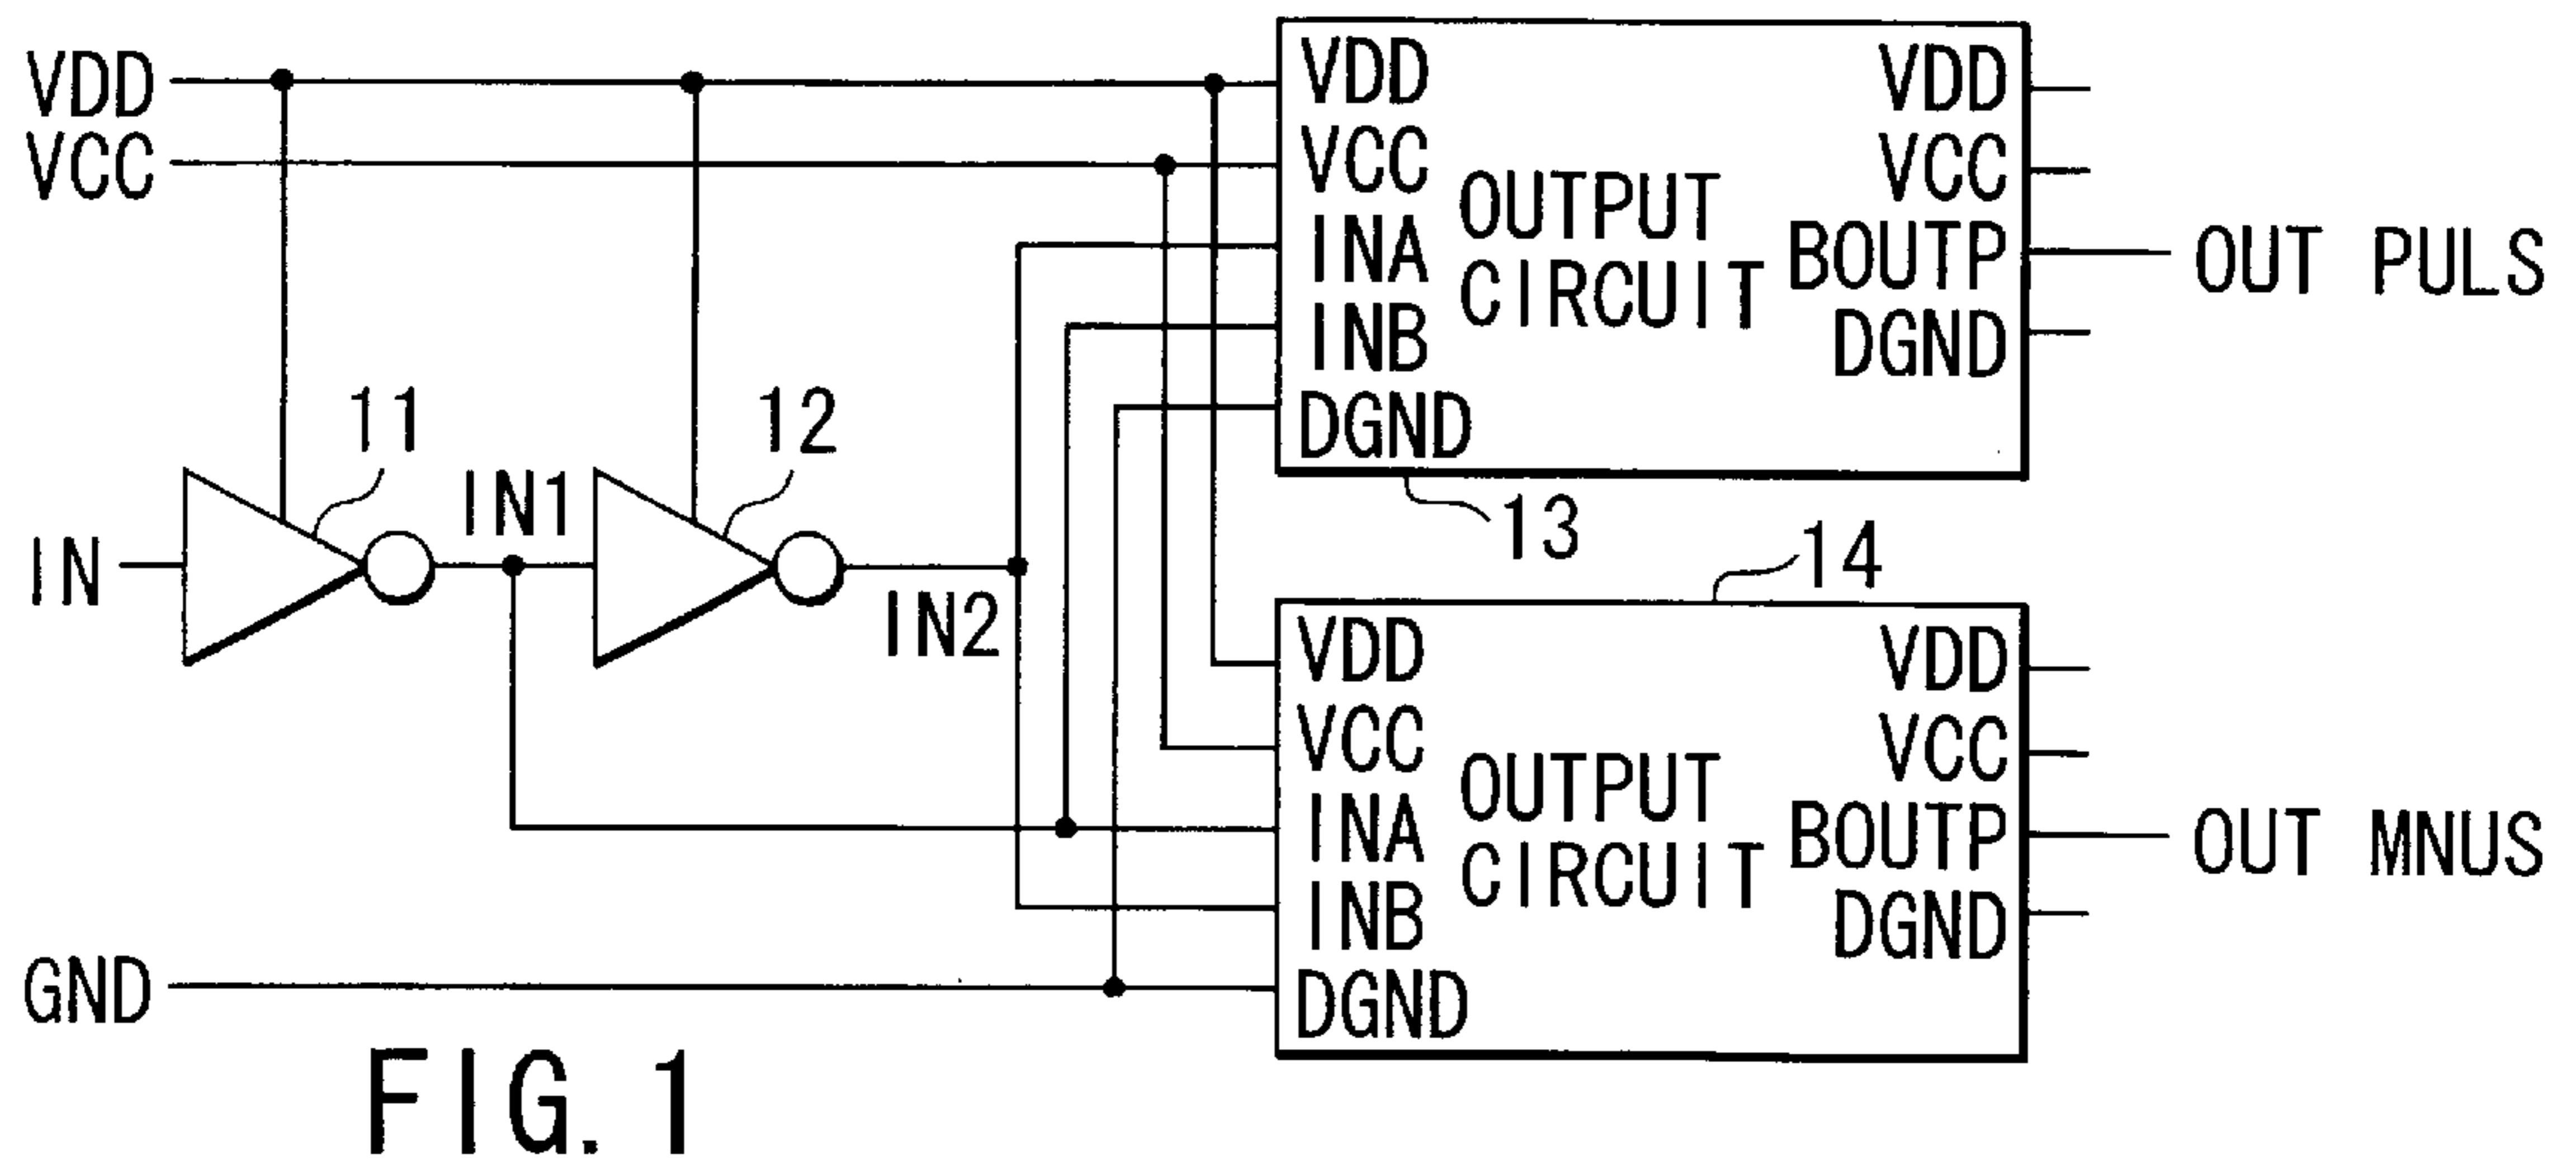 VDD
VCC
IN
11
IN1
12
IN2
GND
VDD
VCC
INA
INB
DGND
OUTPUT
CIRCUIT
VDD
VCC
BOUTP
DGND
OUT PULS
13
14
VDD
VCC
INA
INB
DGND
OUTPUT
CIRCUIT
VDD
VCC
BOUTP
DGND
OUT MNUS
FIG. 1